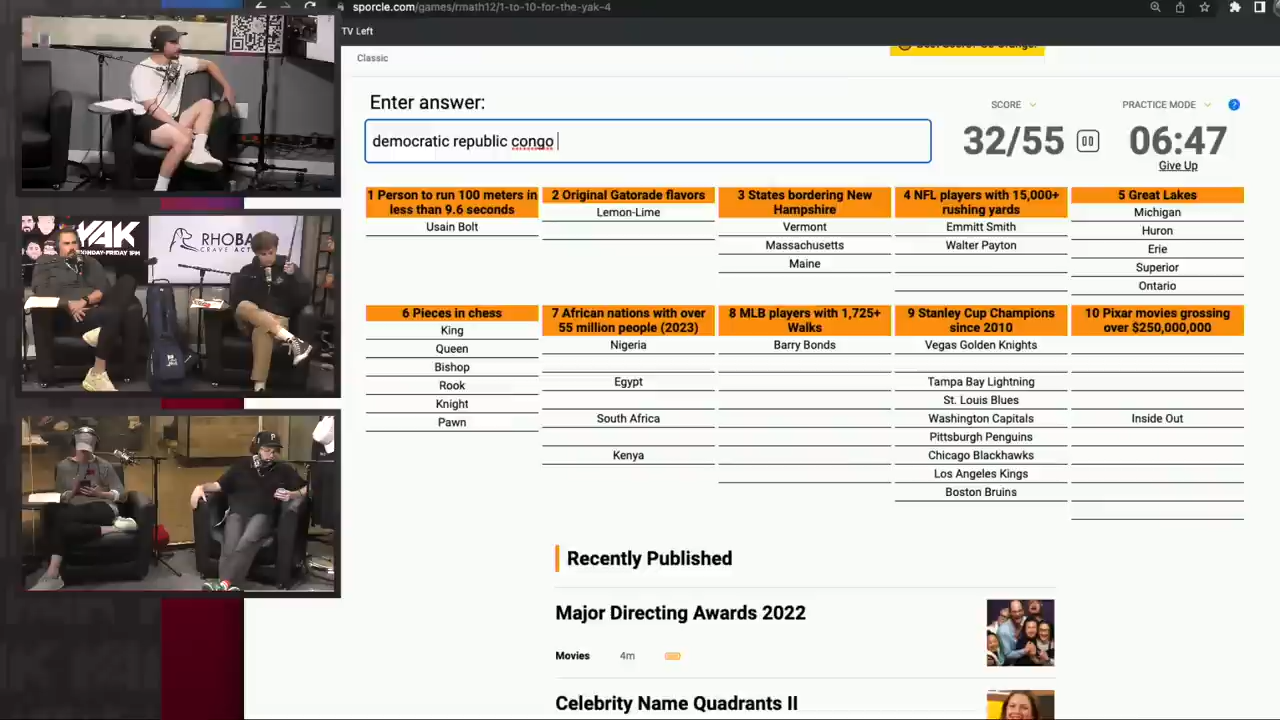 sporcle.com/games/rmath12/1-to-10-for-the-yak-4
TV Left
Classic
Enter answer:
democratic republic congo
SCORE
32/55
PRACTICE MODE
06:47
Give Up
1 Person to run 100 meters in
less than 9.6 seconds
Usain Bolt
2 Original Gatorade flavors
Lemon-Lime
3 States bordering New
Hampshire
Vermont
Massachusetts
Maine
4 NFL players with 15,000+
rushing yards
Emmitt Smith
Walter Payton
5 Great Lakes
Michigan
Huron
Erie
Superior
Ontario
6 Pieces in chess
King
Queen
Bishop
Rook
Knight
Pawn
7 African nations with over
55 million people (2023)
Nigeria
Egypt
South Africa
Kenya
8 MLB players with 1,725+
Walks
Barry Bonds
9 Stanley Cup Champions
since 2010
Vegas Golden Knights
Tampa Bay Lightning
St. Louis Blues
Washington Capitals
Pittsburgh Penguins
Chicago Blackhawks
Los Angeles Kings
Boston Bruins
10 Pixar movies grossing
over $250,000,000
Inside Out
Recently Published
Major Directing Awards 2022
Movies 4m
Celebrity Name Quadrants II
YAK
MONDAY-FRIDAY 1PM
RHOBA
CRAVE ACT